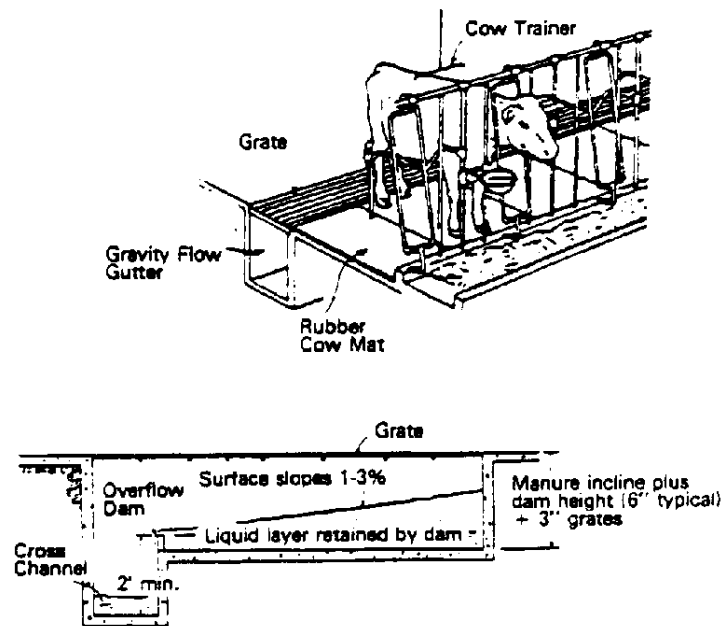 Cow Trainer
Grate
Gravity Flow
Gutter
Rubber
Cow Mat
Grate
Surface slopes 1-3%
Overflow
Dam
Manure incline plus
dam height (6" typical)
+ 3" grates
Liquid layer retained by dam
Cross
Channel
2' min.